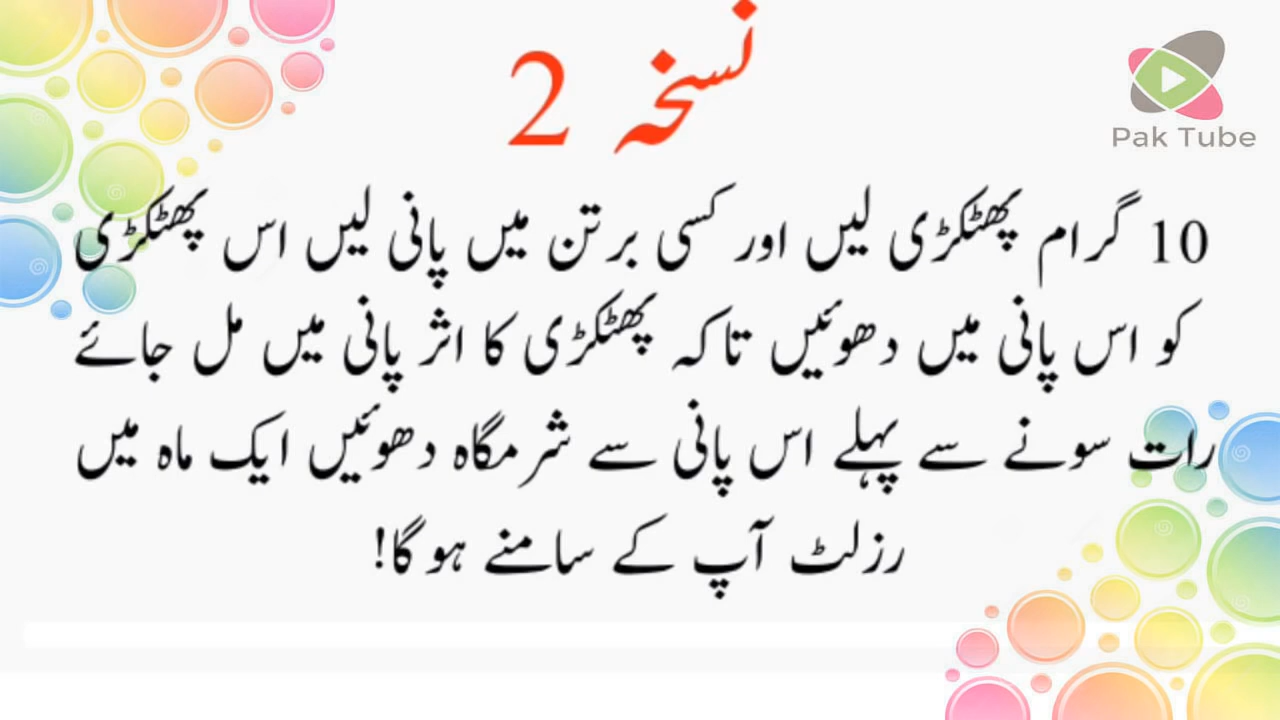 نسخہ 2
Pak Tube
10 گرام پھٹکڑی لیں اور کسی برتن میں پانی لیں اس پھٹکڑی
کو اس پانی میں دھوئیں تاکہ پھٹکڑی کا اثر پانی میں مل جائے
رات سونے سے پہلے اس پانی سے شرمگاہ دھوئیں ایک ماہ میں
رزلٹ آپ کے سامنے ہو گا!